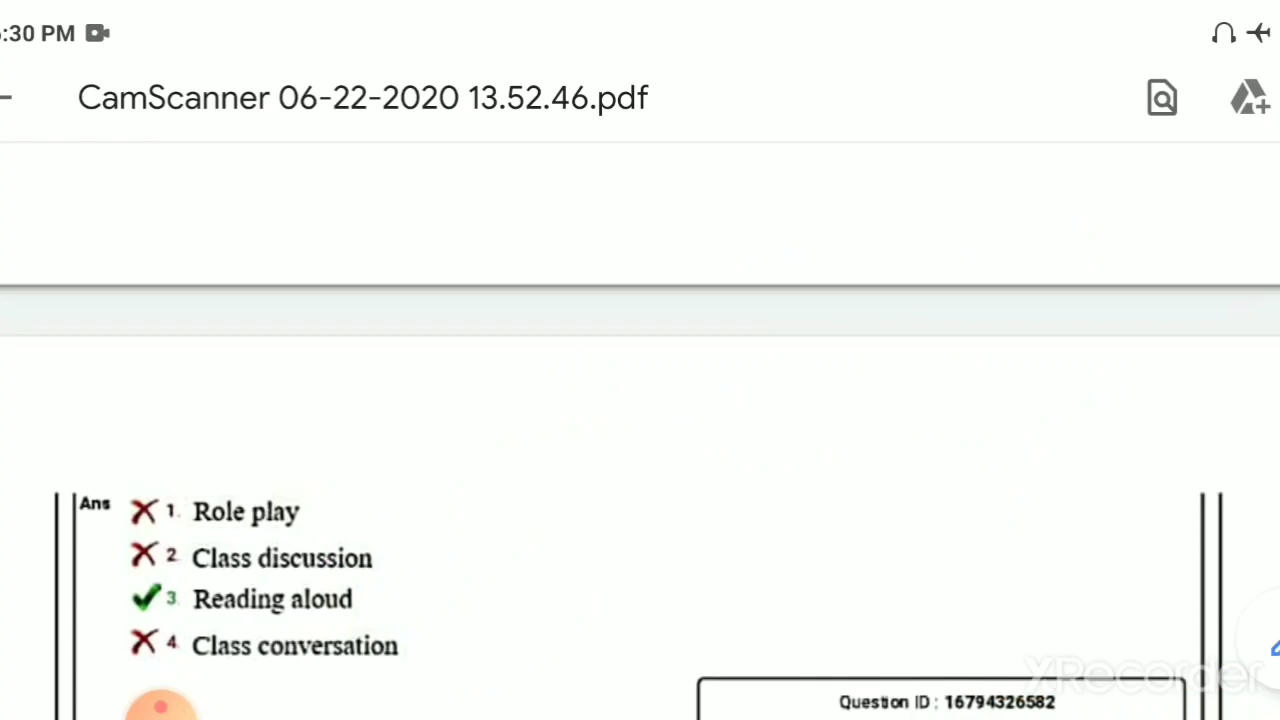 :30 PM
CamScanner 06-22-2020 13.52.46.pdf
Ans 1. Role play
2. Class discussion
3. Reading aloud
4. Class conversation
XRecorder
Question ID : 16794326582